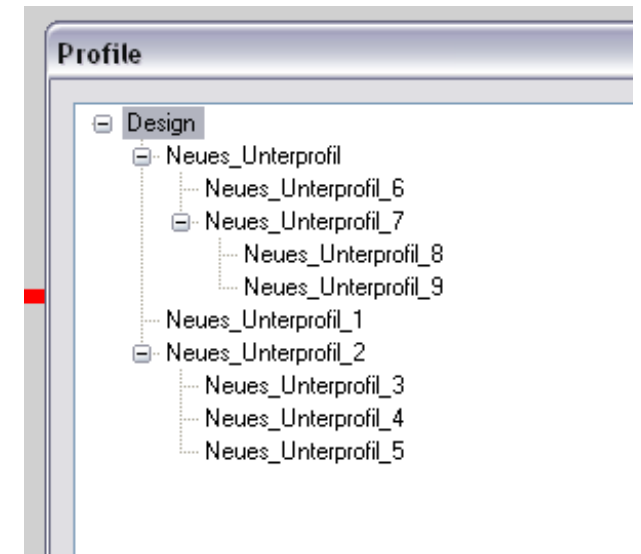 Profile
Design
Neues_Unterprofil
Neues_Unterprofil_6
Neues_Unterprofil_7
Neues_Unterprofil_8
Neues_Unterprofil_9
Neues_Unterprofil_1
Neues_Unterprofil_2
Neues_Unterprofil_3
Neues_Unterprofil_4
Neues_Unterprofil_5